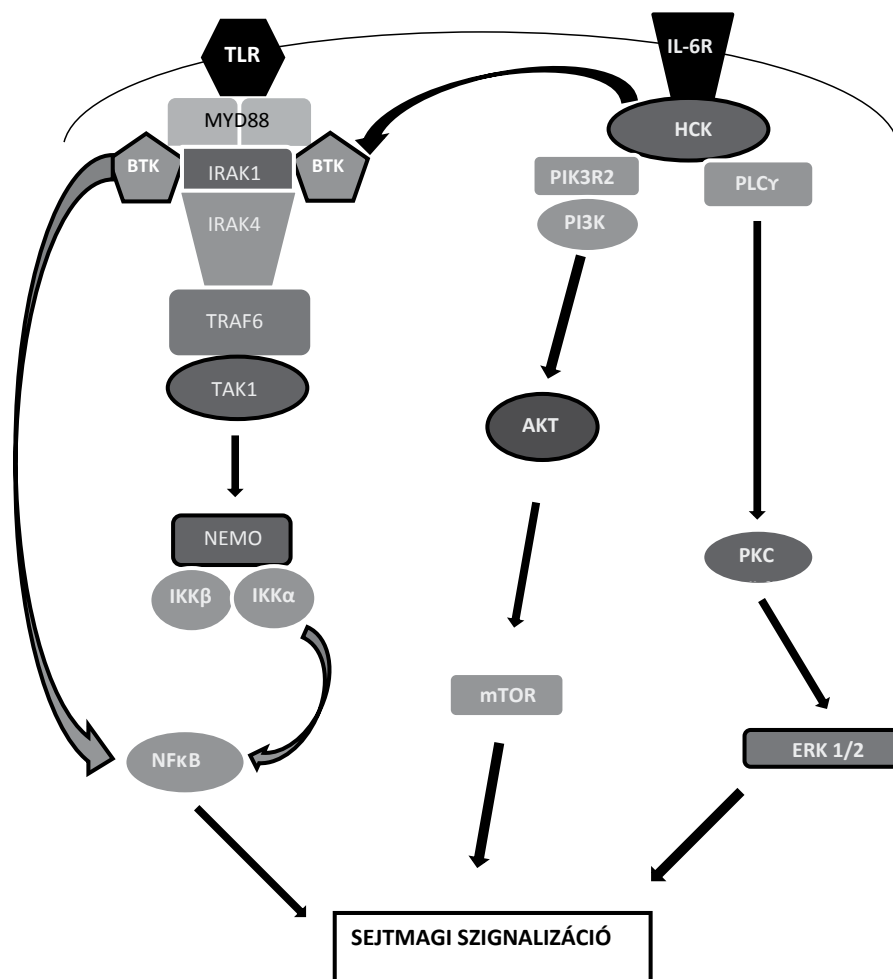 TLR
IL-6R
MYD88
HCK
BTK
IRAK1
BTK
PIK3R2
PLCϒ
IRAK4
PI3K
TRAF6
TAK1
AKT
NEMO
PKC
IKKβ
IKKα
mTOR
NFκB
ERK 1/2
SEJTMAGI SZIGNALIZÁCIÓ